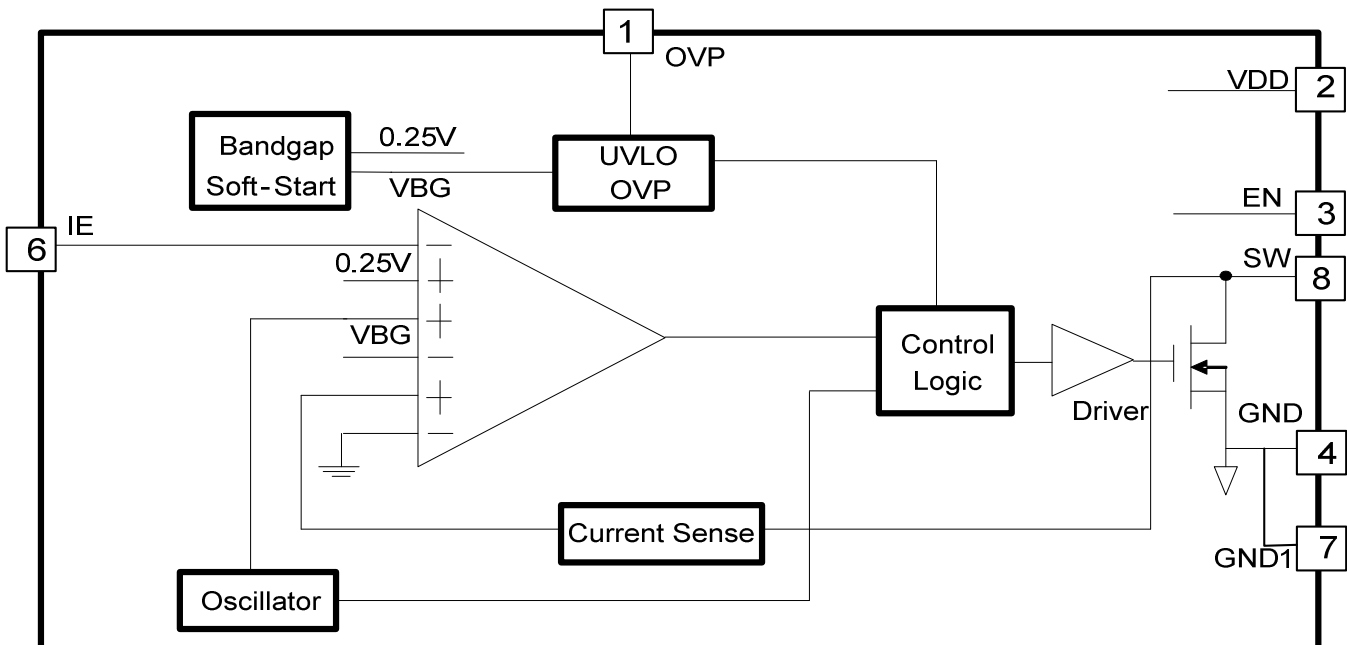 1
OVP
VDD
2
Bandgap
Soft-Start
0.25V
VBG
UVLO
OVP
EN
3
6
IE
SW
8
0.25V
VBG
Control
Logic
Driver
GND
4
Current Sense
GND1
7
Oscillator